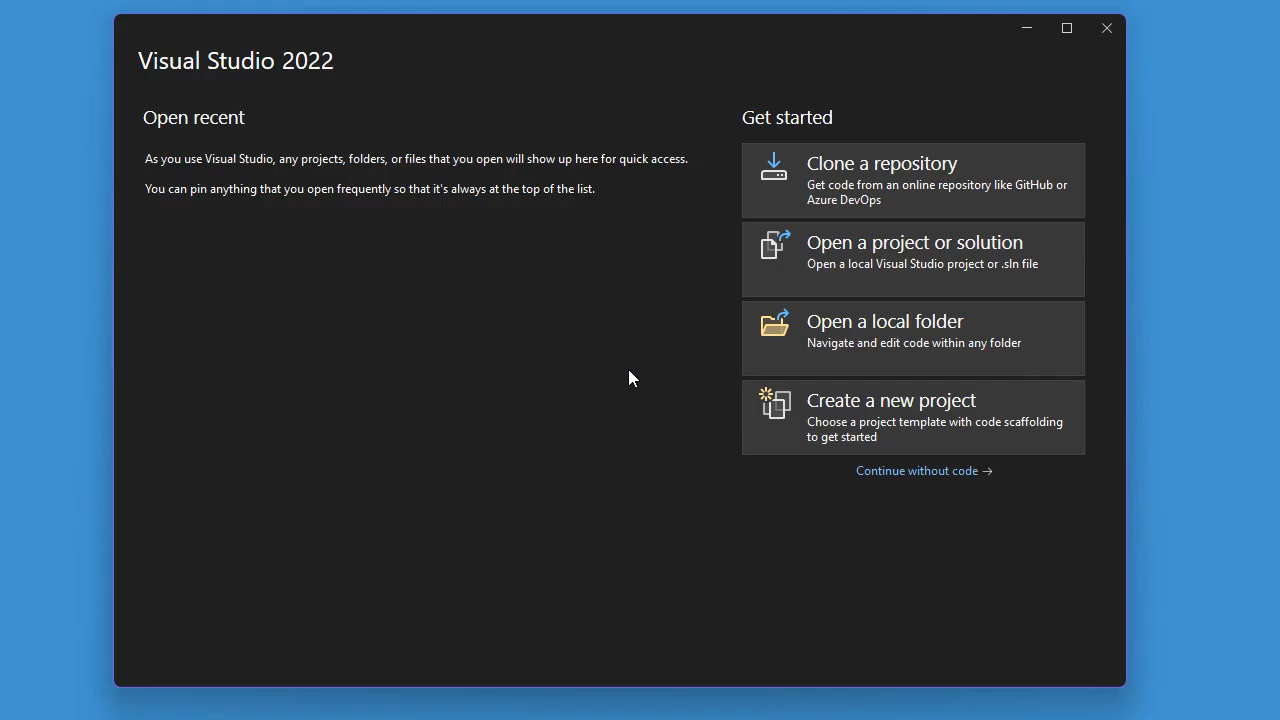 Visual Studio 2022
Open recent
As you use Visual Studio, any projects, folders, or files that you open will show up here for quick access.
You can pin anything that you open frequently so that it's always at the top of the list.
Get started
Clone a repository
Get code from an online repository like GitHub or
Azure DevOps
Open a project or solution
Open a local Visual Studio project or .sln file
Open a local folder
Navigate and edit code within any folder
Create a new project
Choose a project template with code scaffolding
to get started
Continue without code →